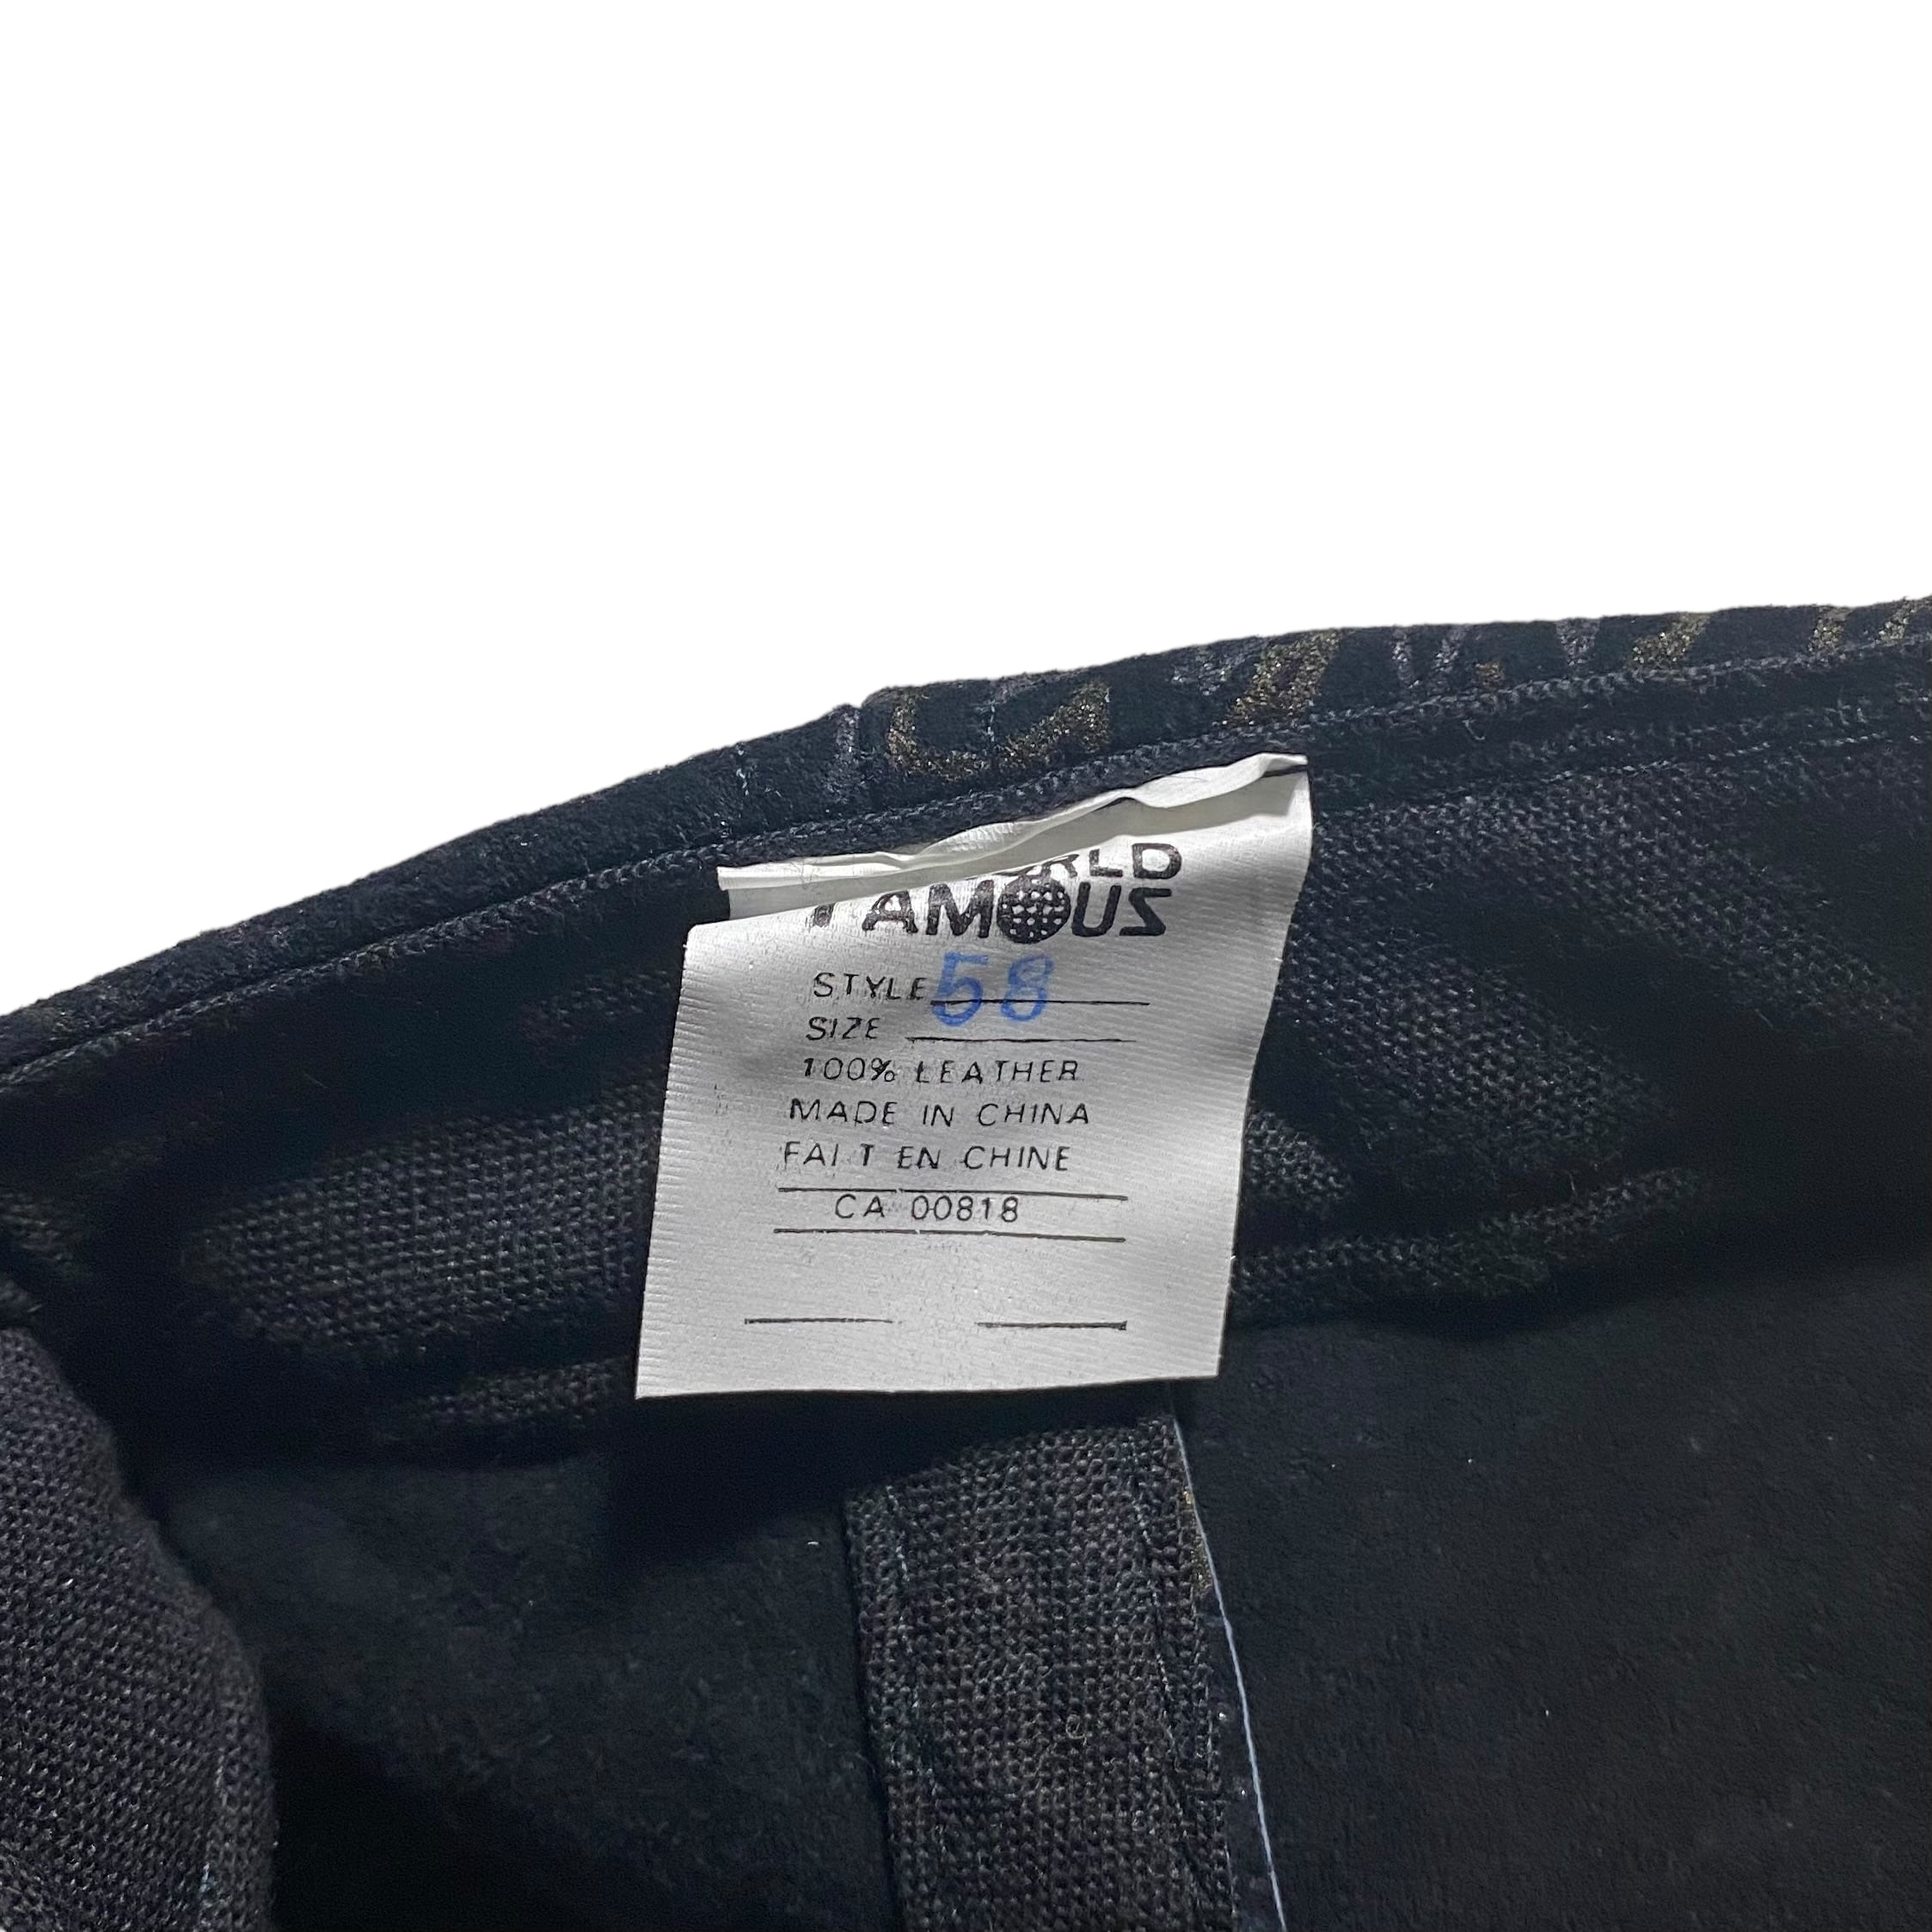 WORLD
FAMOUS
STYLE 58
SIZE
100% LEATHER
MADE IN CHINA
FAIT EN CHINE
CA 00818